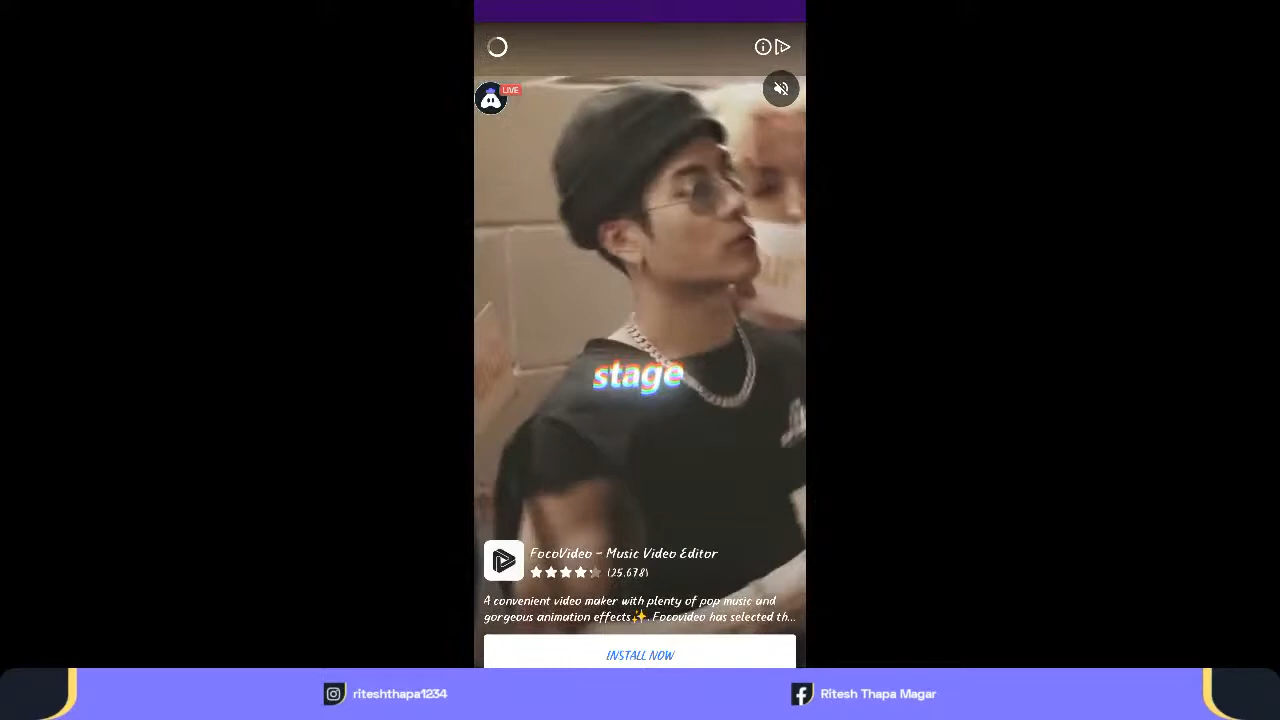 LIVE
stage
FocoVideo - Music Video Editor
(25,678)
A convenient video maker with plenty of pop music and
gorgeous animation effects✨. Focovideo has selected th...
INSTALL NOW
riteshthapa1234
Ritesh Thapa Magar